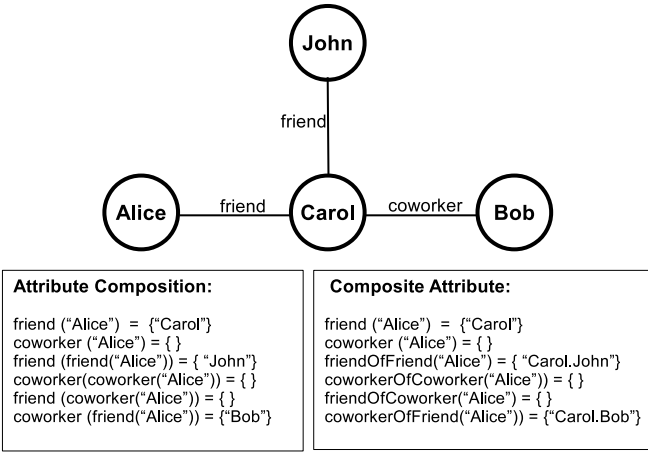 John
friend
Alice
friend
Carol
coworker
Bob
Attribute Composition:
friend (“Alice”) = {“Carol”}
coworker (“Alice”) = { }
friend (friend(“Alice”)) = { “John”}
coworker(coworker(“Alice”)) = { }
friend (coworker(“Alice”)) = { }
coworker (friend(“Alice”)) = {“Bob”}
Composite Attribute:
friend (“Alice”) = {“Carol”}
coworker (“Alice”) = { }
friendOfFriend(“Alice”) = { “Carol.John”}
coworkerOfCoworker(“Alice”)) = { }
friendOfCoworker(“Alice”) = { }
coworkerOfFriend(“Alice”)) = {“Carol.Bob”}